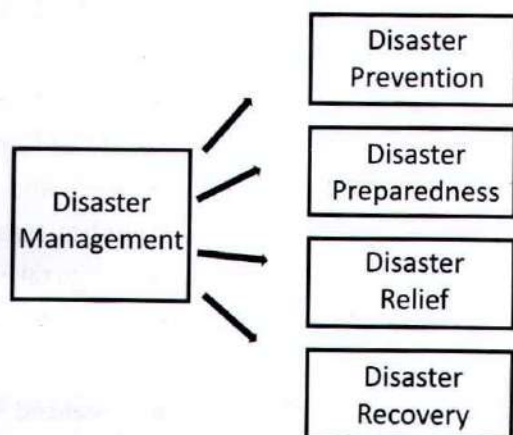 Disaster
Prevention
Disaster
Management
Disaster
Preparedness
Disaster
Relief
Disaster
Recovery